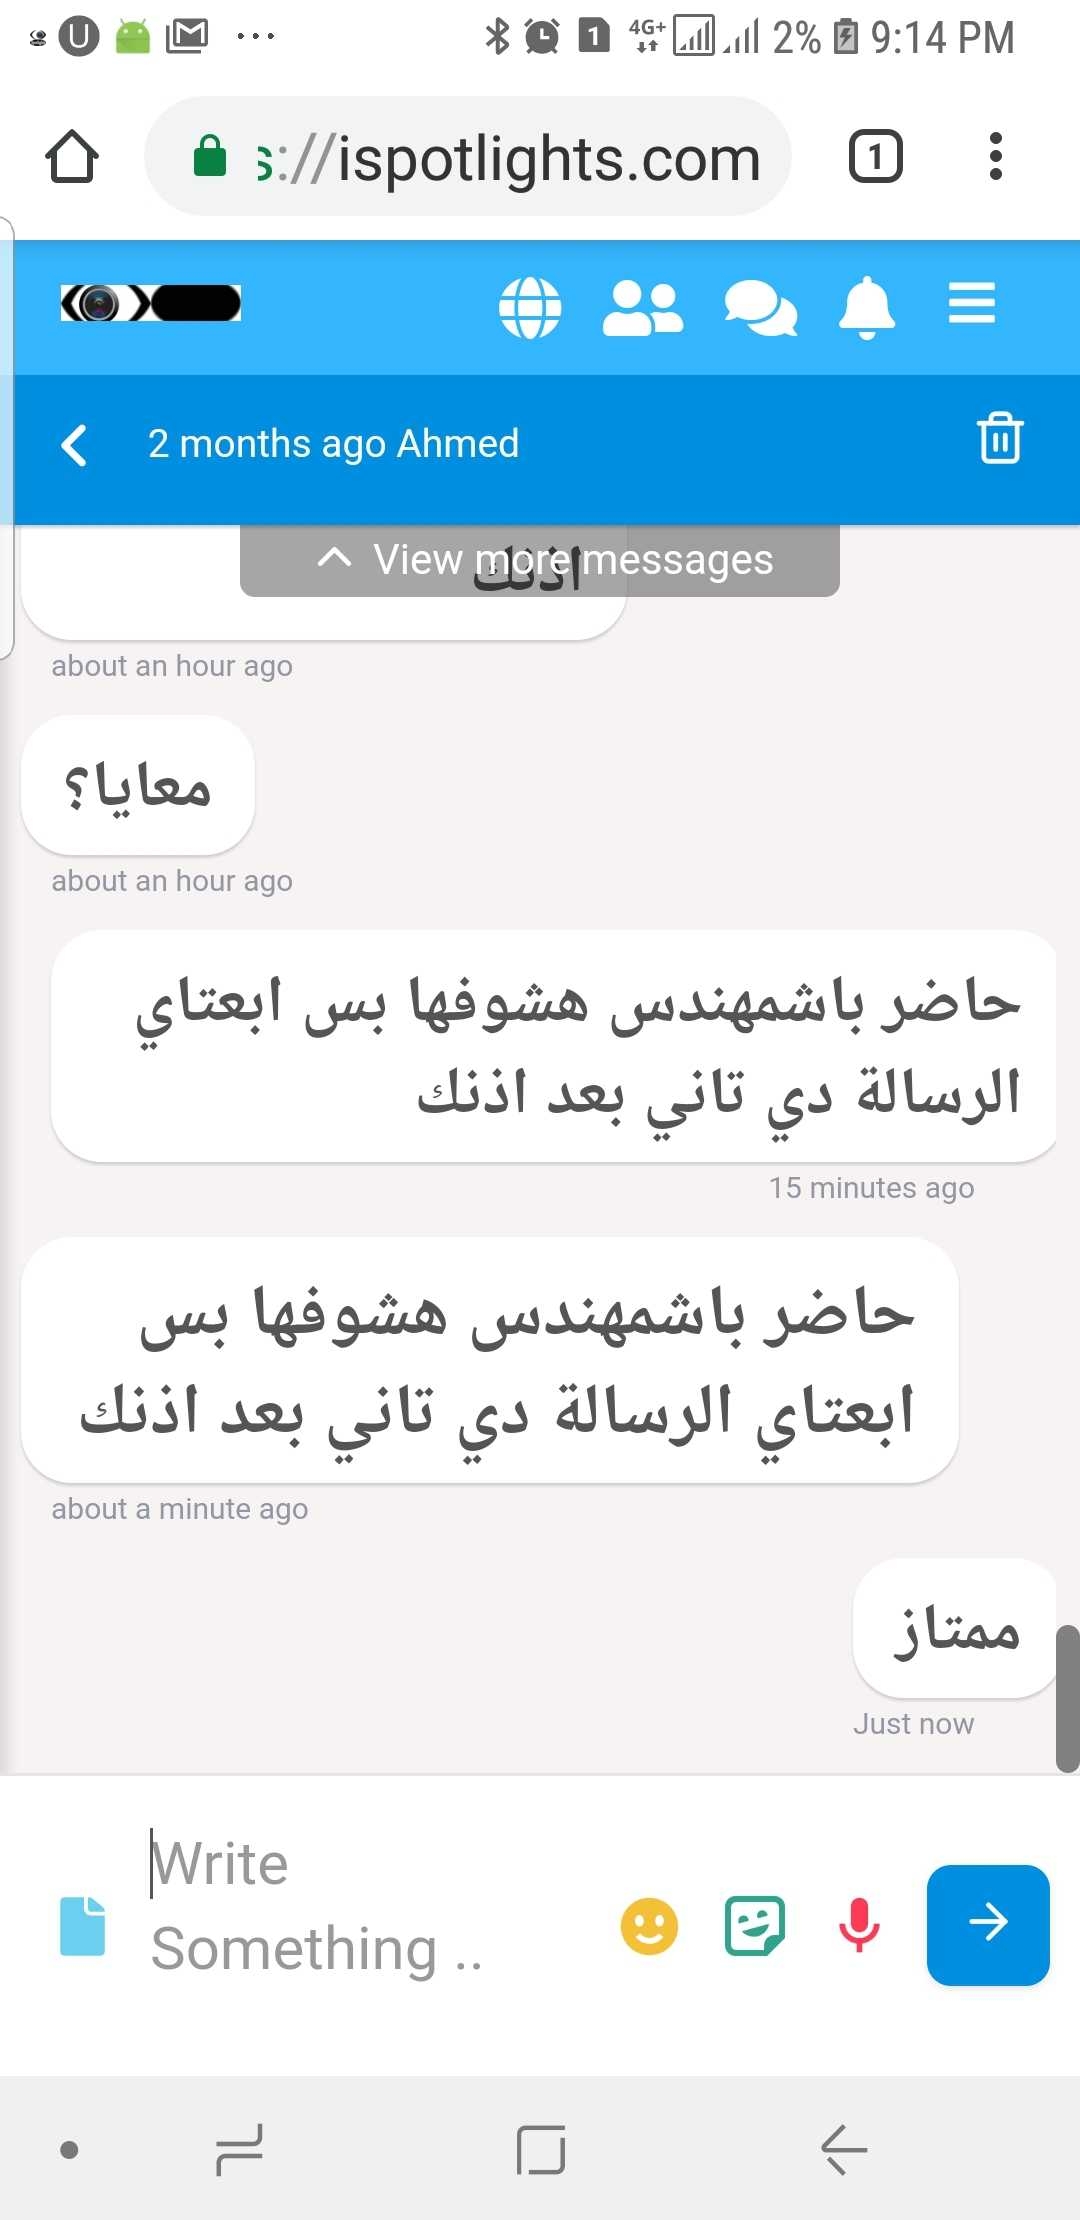 U
1 4G+ 2% 9:14 PM
s://ispotlights.com
1
2 months ago Ahmed
View more messages
اذنك
about an hour ago
معايا؟
about an hour ago
حاضر باشمهندس هشوفها بس ابعتاي
الرسالة دي تاني بعد اذنك
15 minutes ago
حاضر باشمهندس هشوفها بس
ابعتاي الرسالة دي تاني بعد اذنك
about a minute ago
ممتاز
Just now
Write
Something ..